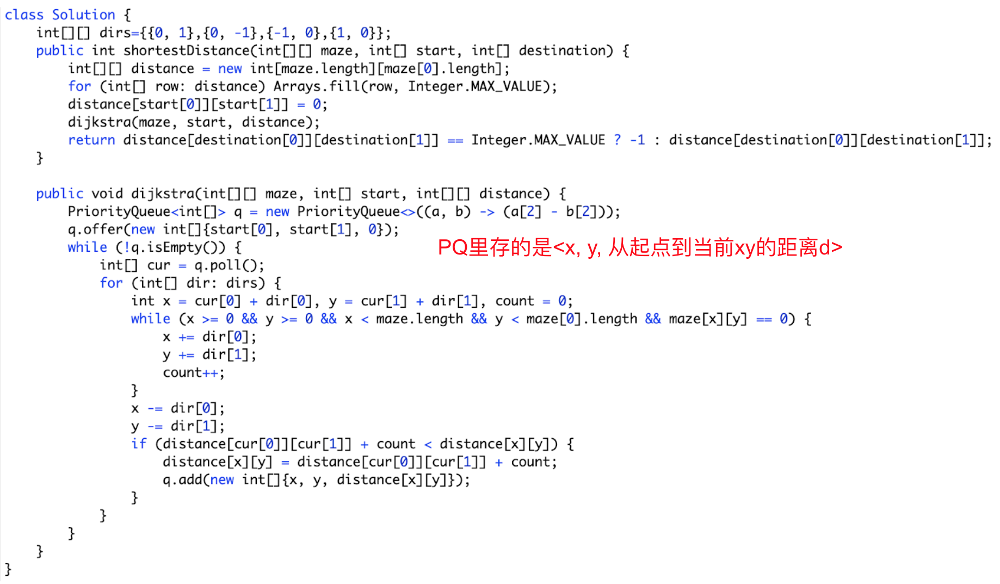 class Solution {
    int[][] dirs={{0, 1},{0, -1},{-1, 0},{1, 0}};
    public int shortestDistance(int[][] maze, int[] start, int[] destination) {
        int[][] distance = new int[maze.length][maze[0].length];
        for (int[] row: distance) Arrays.fill(row, Integer.MAX_VALUE);
        distance[start[0]][start[1]] = 0;
        dijkstra(maze, start, distance);
        return distance[destination[0]][destination[1]] == Integer.MAX_VALUE ? -1 : distance[destination[0]][destination[1]];
    }
    public void dijkstra(int[][] maze, int[] start, int[][] distance) {
        PriorityQueue<int[]> q = new PriorityQueue<>((a, b) -> (a[2] - b[2]));
        q.offer(new int[]{start[0], start[1], 0});
        while (!q.isEmpty()) {
PQ里存的是<x, y, 从起点到当前xy的距离d>
            int[] cur = q.poll();
            for (int[] dir: dirs) {
                int x = cur[0] + dir[0], y = cur[1] + dir[1], count = 0;
                while (x >= 0 && y >= 0 && x < maze.length && y < maze[0].length && maze[x][y] == 0) {
                    x += dir[0];
                    y += dir[1];
                    count++;
                }
                x -= dir[0];
                y -= dir[1];
                if (distance[cur[0]][cur[1]] + count < distance[x][y]) {
                    distance[x][y] = distance[cur[0]][cur[1]] + count;
                    q.add(new int[]{x, y, distance[x][y]});
                }
            }
        }
    }
}